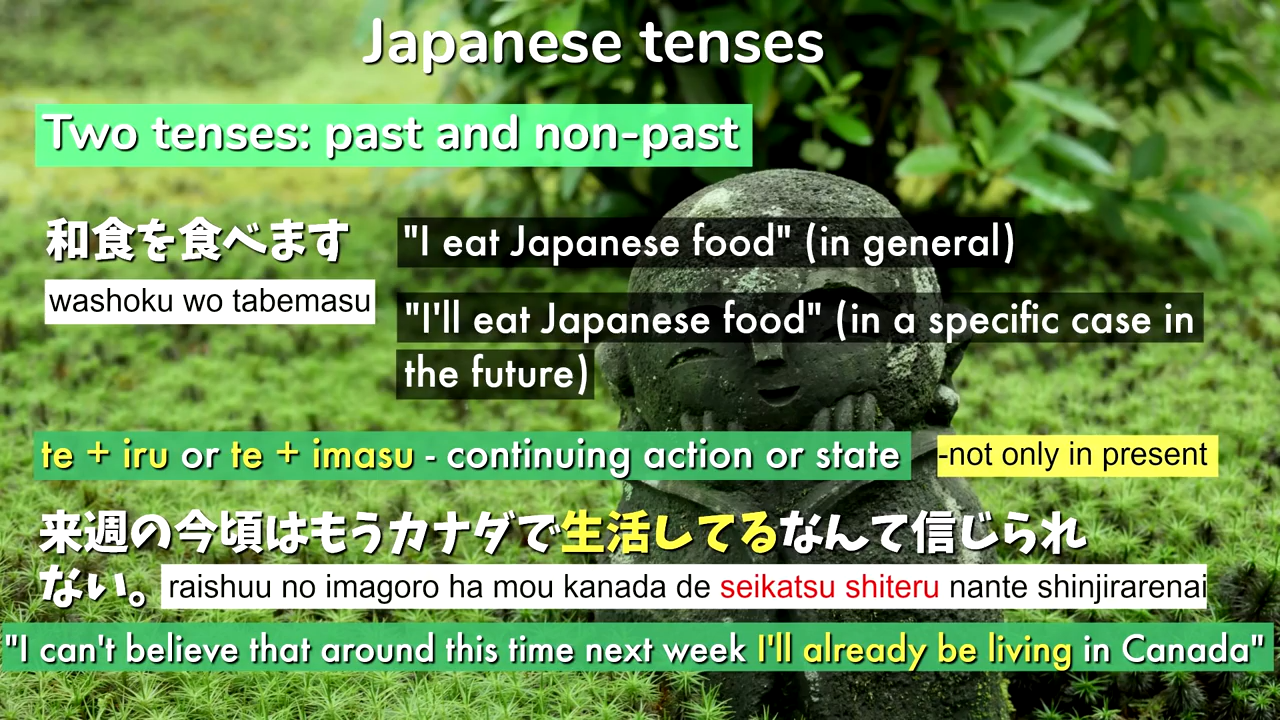 Japanese tenses
Two tenses: past and non-past
和食を食べます
"I eat Japanese food" (in general)
washoku wo tabemasu
"I'll eat Japanese food" (in a specific case in
the future)
te + iru or te + imasu - continuing action or state
-not only in present
来週の今頃はもうカナダで生活してるなんて信じられ
ない。
raishuu no imagoro ha mou kanada de seikatsu shiteru nante shinjirarenai
"I can't believe that around this time next week I'll already be living in Canada"